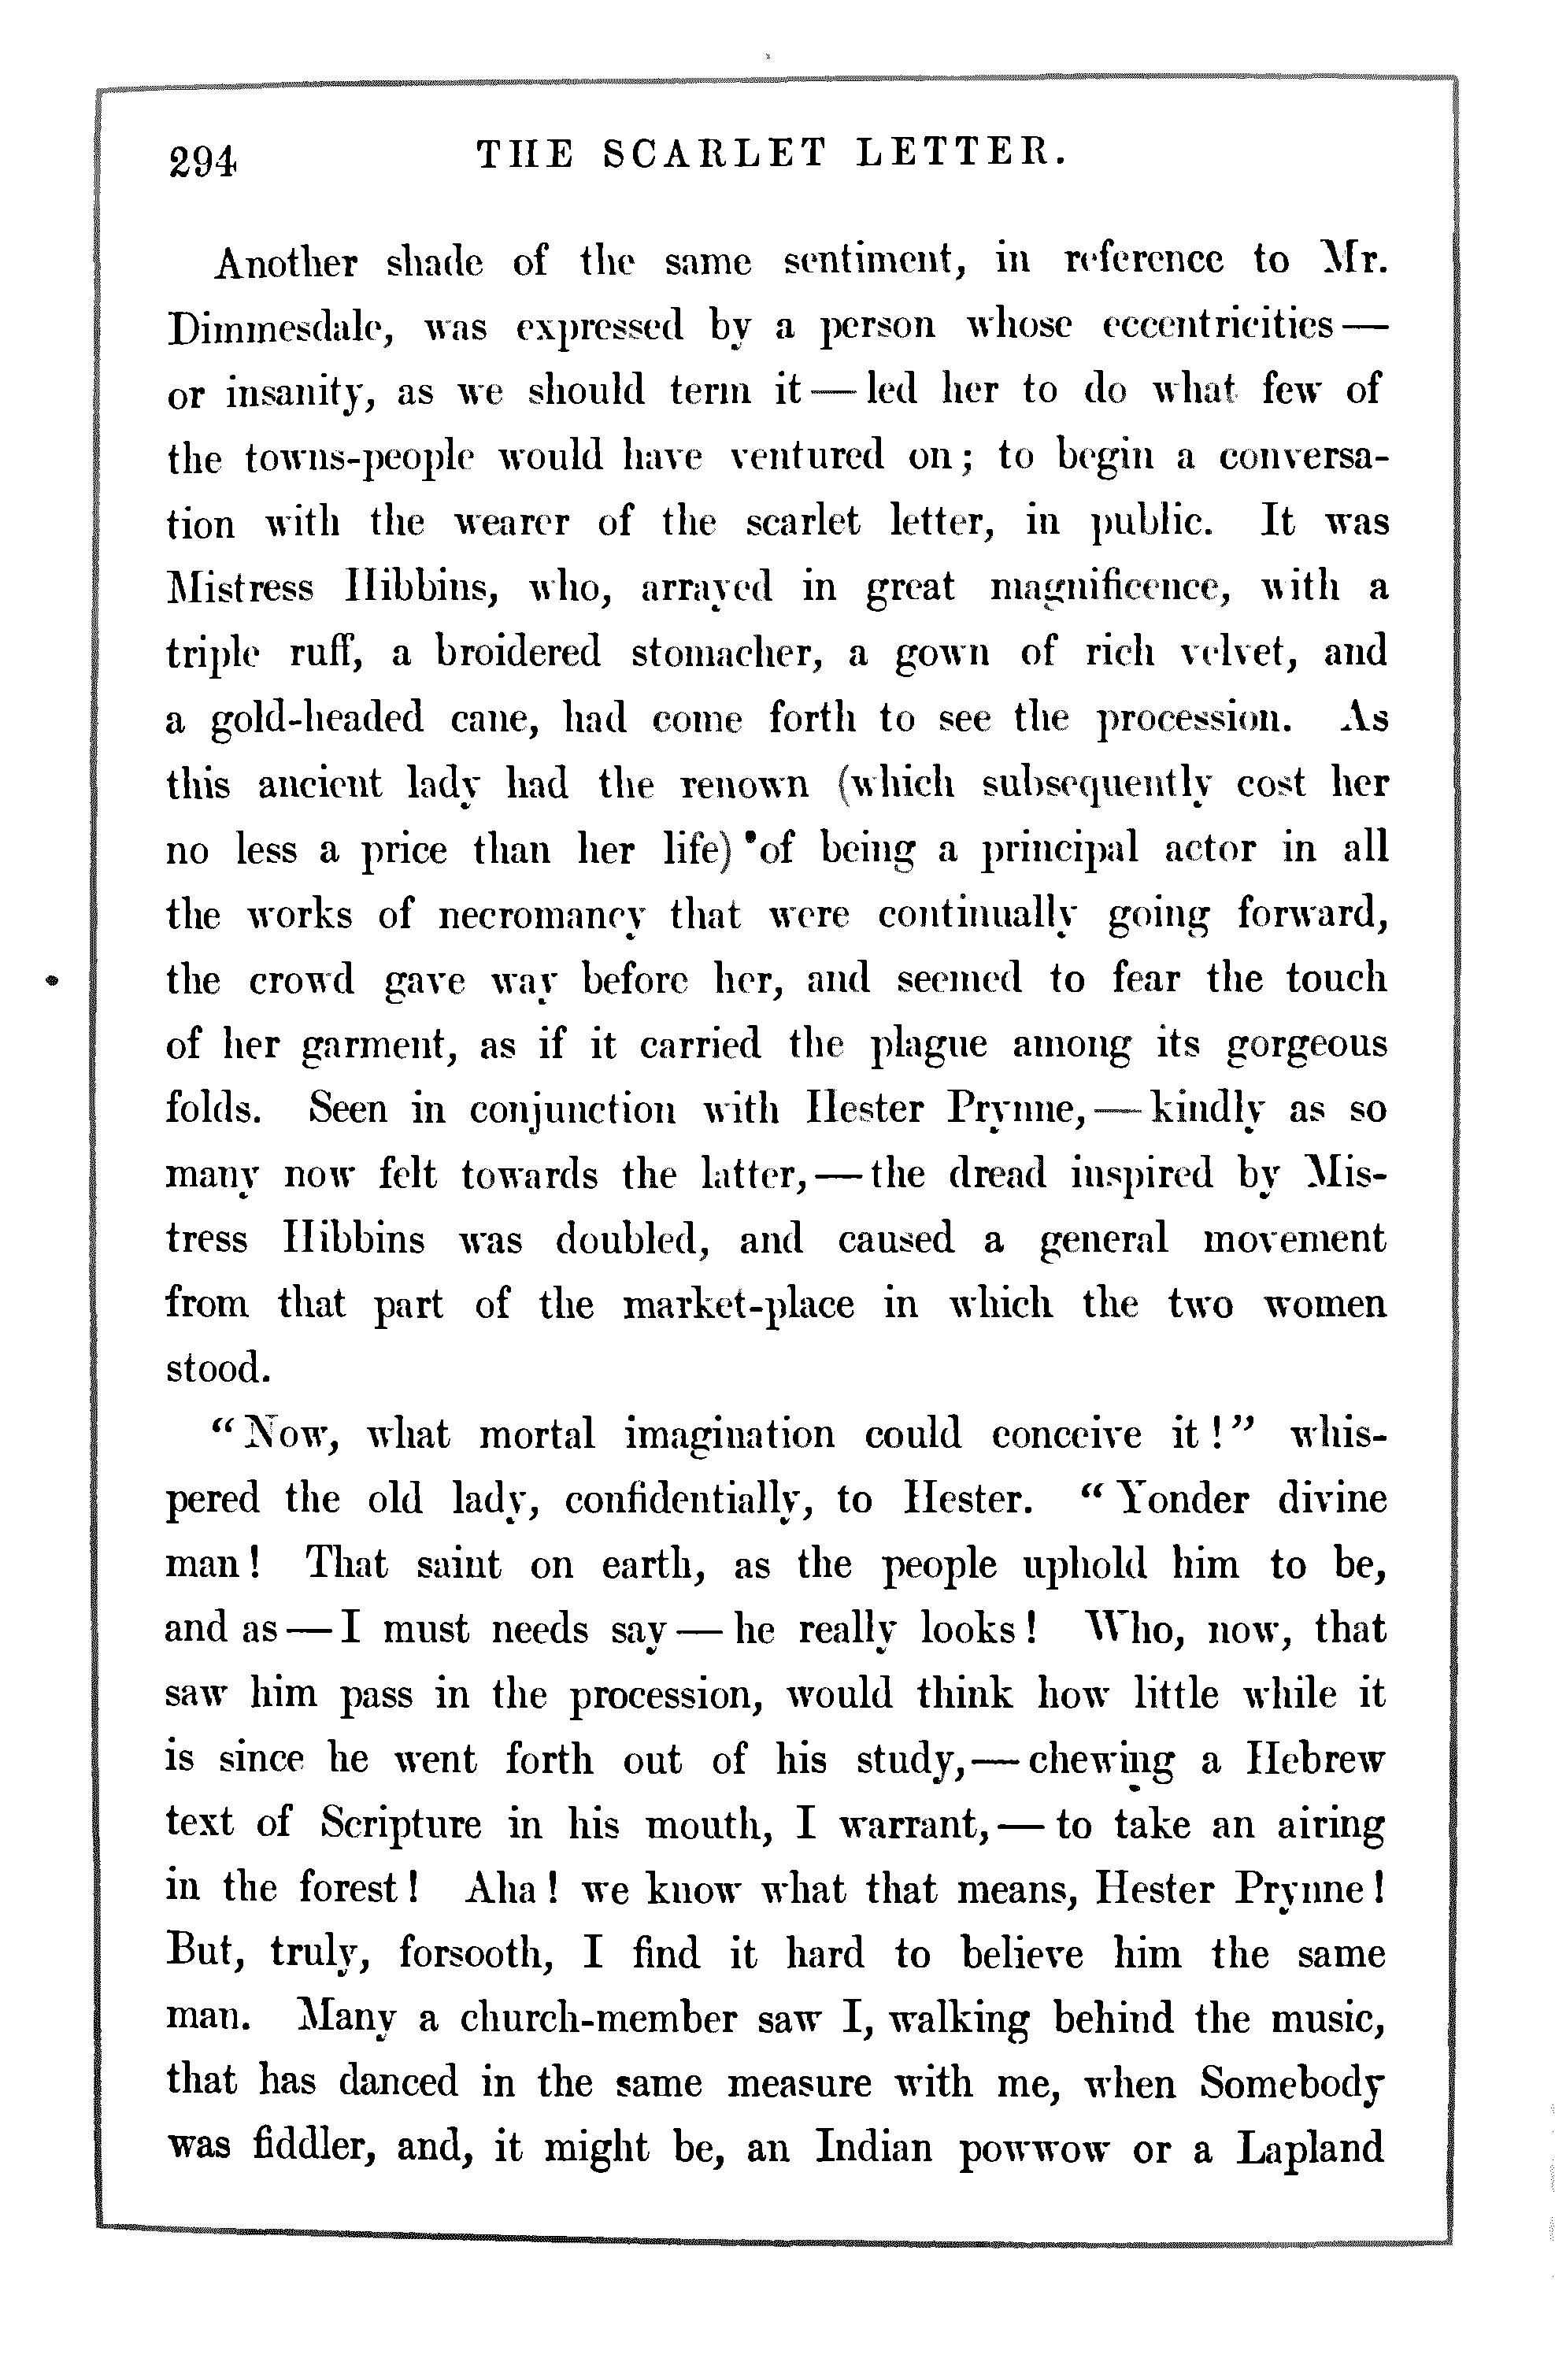 294 THE SCARLET LETTER.
Another shade of the same sentiment, in reference to Mr.
Dimmesdale, was expressed by a person whose eccentricities —
or insanity, as we should term it — led her to do what few of
the towns-people would have ventured on; to begin a conversa-
tion with the wearer of the scarlet letter, in public. It was
Mistress Hibbins, who, arrayed in great magnificence, with a
triple ruff, a broidered stomacher, a gown of rich velvet, and
a gold-headed cane, had come forth to see the procession. As
this ancient lady had the renown (which subsequently cost her
no less a price than her life) of being a principal actor in all
the works of necromancy that were continually going forward,
the crowd gave way before her, and seemed to fear the touch
of her garment, as if it carried the plague among its gorgeous
folds. Seen in conjunction with Hester Prynne, — kindly as so
many now felt towards the latter, — the dread inspired by Mis-
tress Hibbins was doubled, and caused a general movement
from that part of the market-place in which the two women
stood.
“Now, what mortal imagination could conceive it!” whis-
pered the old lady, confidentially, to Hester. “Yonder divine
man! That saint on earth, as the people uphold him to be,
and as — I must needs say — he really looks! Who, now, that
saw him pass in the procession, would think how little while it
is since he went forth out of his study, — chewing a Hebrew
text of Scripture in his mouth, I warrant, — to take an airing
in the forest! Aha! we know what that means, Hester Prynne!
But, truly, forsooth, I find it hard to believe him the same
man. Many a church-member saw I, walking behind the music,
that has danced in the same measure with me, when Somebody
was fiddler, and, it might be, an Indian powwow or a Lapland